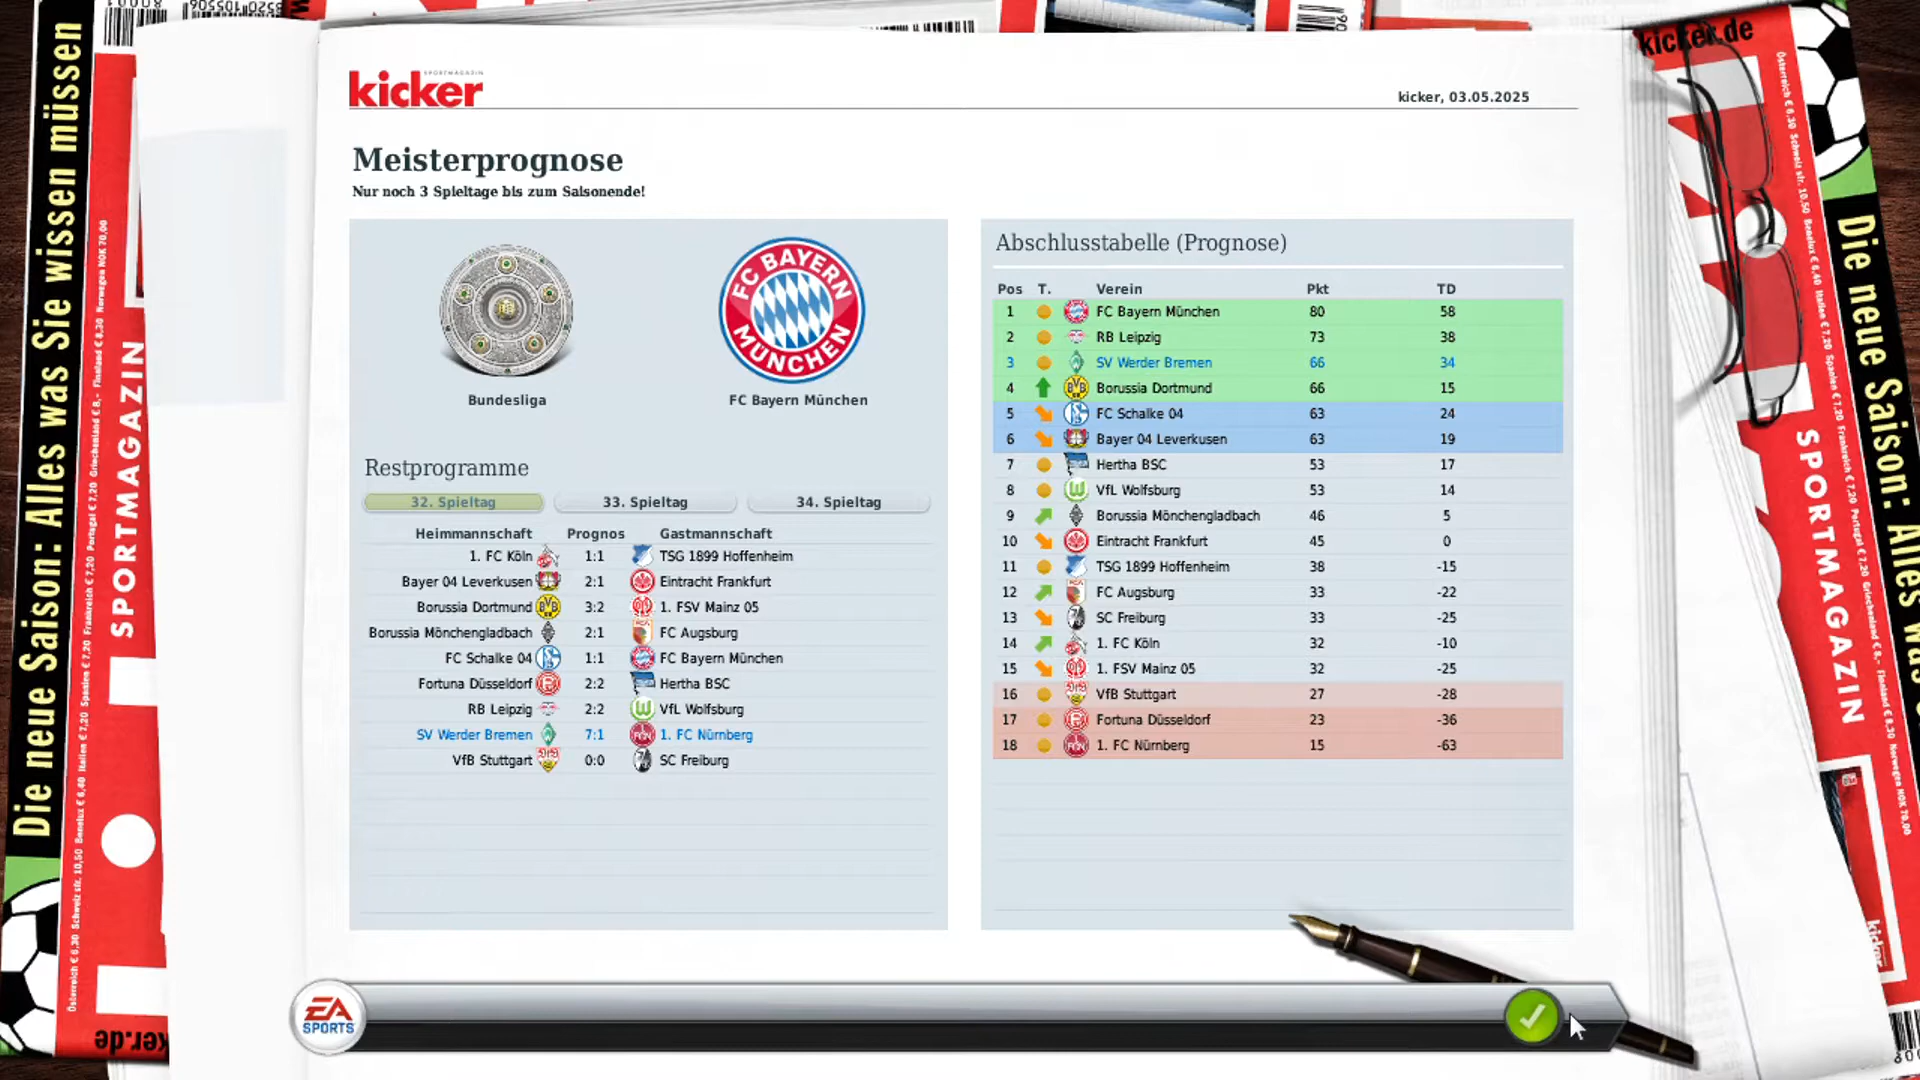 kicker.de
Die neue Saison: Alles was Sie wissen müssen
SPORTMAGAZIN
kicker
SPORTMAGAZIN
kicker, 03.05.2025
Meisterprognose
Nur noch 3 Spieltage bis zum Saisonende!
FC BAYERN
MÜNCHEN
Bundesliga
FC Bayern München
Restprogramme
32. Spieltag 33. Spieltag 34. Spieltag
Heimmannschaft Prognos Gastmannschaft
1. FC Köln 1:1 TSG 1899 Hoffenheim
Bayer 04 Leverkusen 2:1 Eintracht Frankfurt
Borussia Dortmund 3:2 1. FSV Mainz 05
Borussia Mönchengladbach 2:1 FC Augsburg
FC Schalke 04 1:1 FC Bayern München
Fortuna Düsseldorf 2:2 Hertha BSC
RB Leipzig 2:2 VfL Wolfsburg
SV Werder Bremen 7:1 1. FC Nürnberg
VfB Stuttgart 0:0 SC Freiburg
Abschlusstabelle (Prognose)
Pos T. Verein Pkt TD
1 FC Bayern München 80 58
2 RB Leipzig 73 38
3 SV Werder Bremen 66 34
4 Borussia Dortmund 66 15
5 FC Schalke 04 63 24
6 Bayer 04 Leverkusen 63 19
7 Hertha BSC 53 17
8 VfL Wolfsburg 53 14
9 Borussia Mönchengladbach 46 5
10 Eintracht Frankfurt 45 0
11 TSG 1899 Hoffenheim 38 -15
12 FC Augsburg 33 -22
13 SC Freiburg 33 -25
14 1. FC Köln 32 -10
15 1. FSV Mainz 05 32 -25
16 VfB Stuttgart 27 -28
17 Fortuna Düsseldorf 23 -36
18 1. FC Nürnberg 15 -63
Die neue Saison: Alles was
SPORTMAGAZIN
kicker
EA
SPORTS